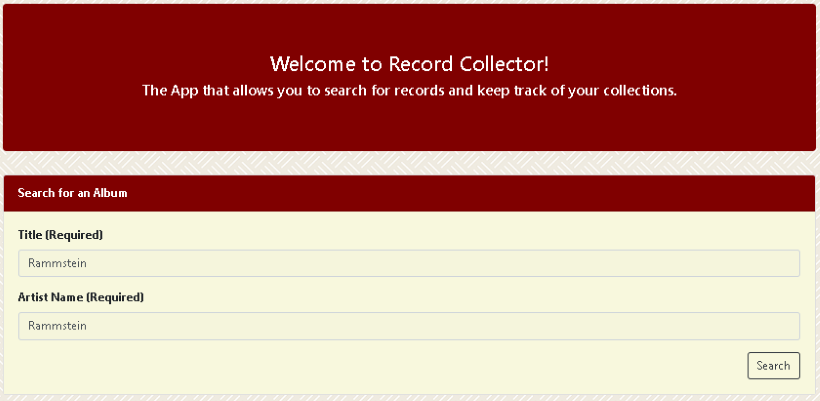 Welcome to Record Collector!
The App that allows you to search for records and keep track of your collections.
Search for an Album
Title (Required)
Rammstein
Artist Name (Required)
Rammstein
Search